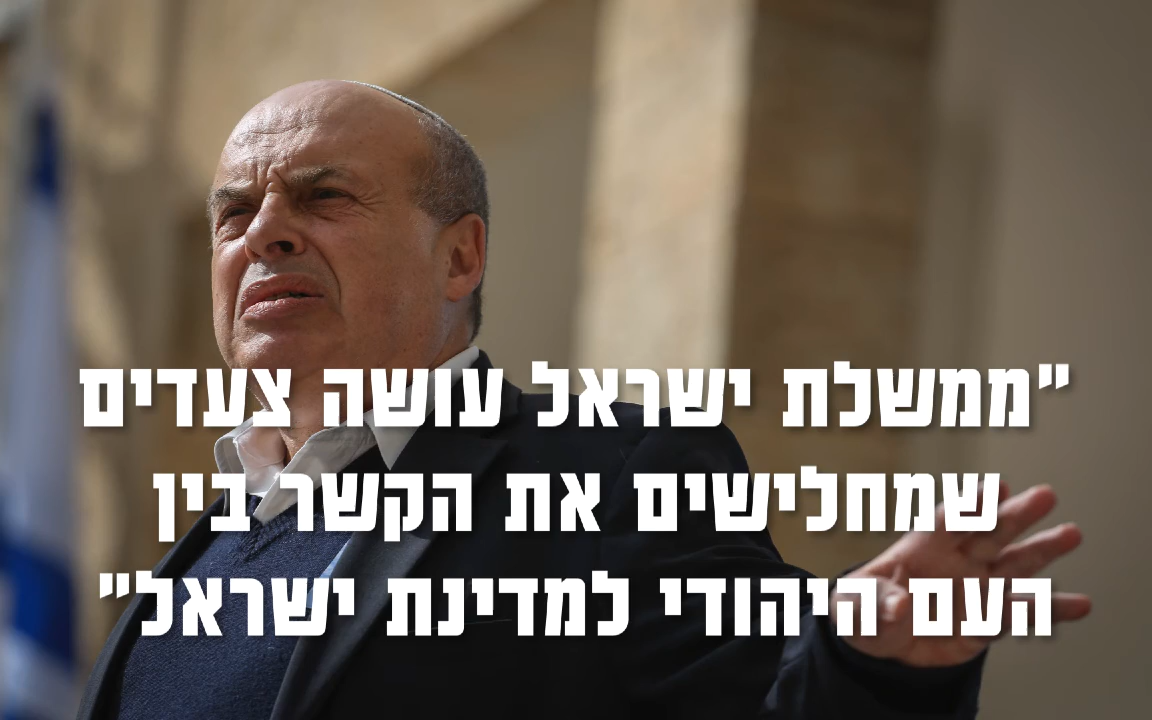 "ממשלת ישראל עושה צעדים
שמחלישים את הקשר בין
העם היהודי למדינת ישראל"